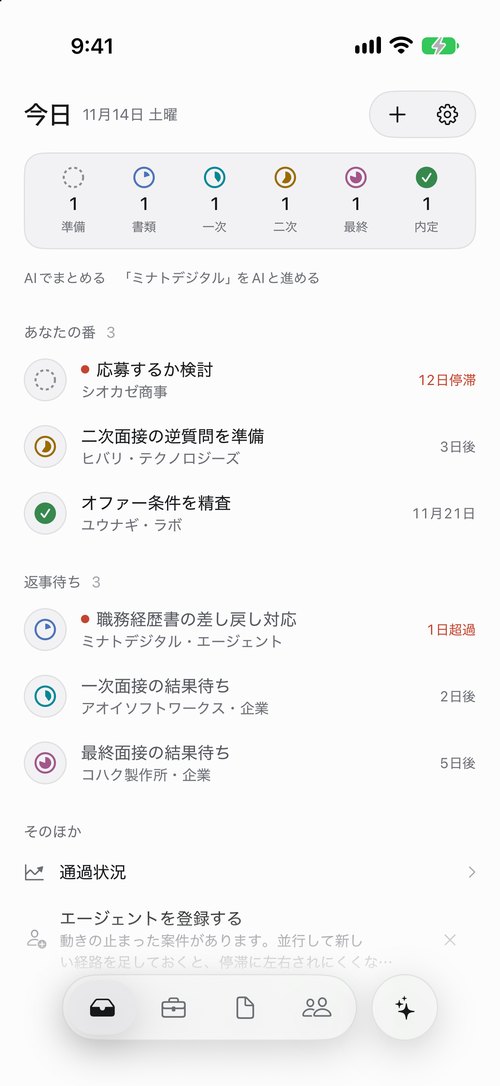 9:41
今日 11月14日 土曜
1 1 1 1 1 1
準備 書類 一次 二次 最終 内定
AIでまとめる 「ミナトデジタル」をAIと進める
あなたの番 3
応募するか検討
シオカゼ商事
12日停滞
二次面接の逆質問を準備
ヒバリ・テクノロジーズ
3日後
オファー条件を精査
ユウナギ・ラボ
11月21日
返事待ち 3
職務経歴書の差し戻し対応
ミナトデジタル・エージェント
1日超過
一次面接の結果待ち
アオイソフトワークス・企業
2日後
最終面接の結果待ち
コハク製作所・企業
5日後
そのほか
通過状況
エージェントを登録する
動きの止まった案件があります。並行して新し
い経路を足しておくと、停滞に左右されにくくな…